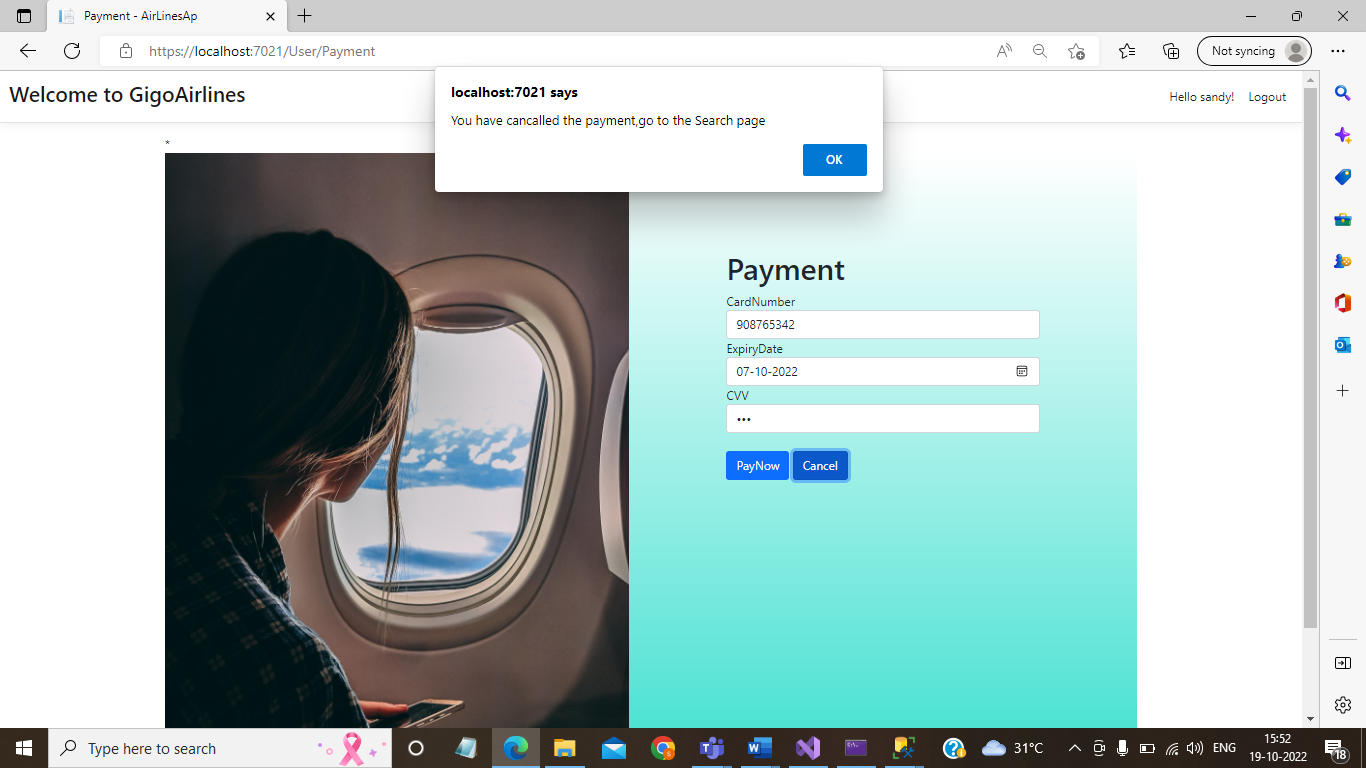 Payment - AirLinesAp
https://localhost:7021/User/Payment
Not syncing
Welcome to GigoAirlines
Hello sandy!
Logout
localhost:7021 says
You have cancalled the payment,go to the Search page
OK
*
Payment
CardNumber
908765342
ExpiryDate
07-10-2022
CVV
•••
PayNow
Cancel
Type here to search
31°C
ENG
15:52
19-10-2022
18